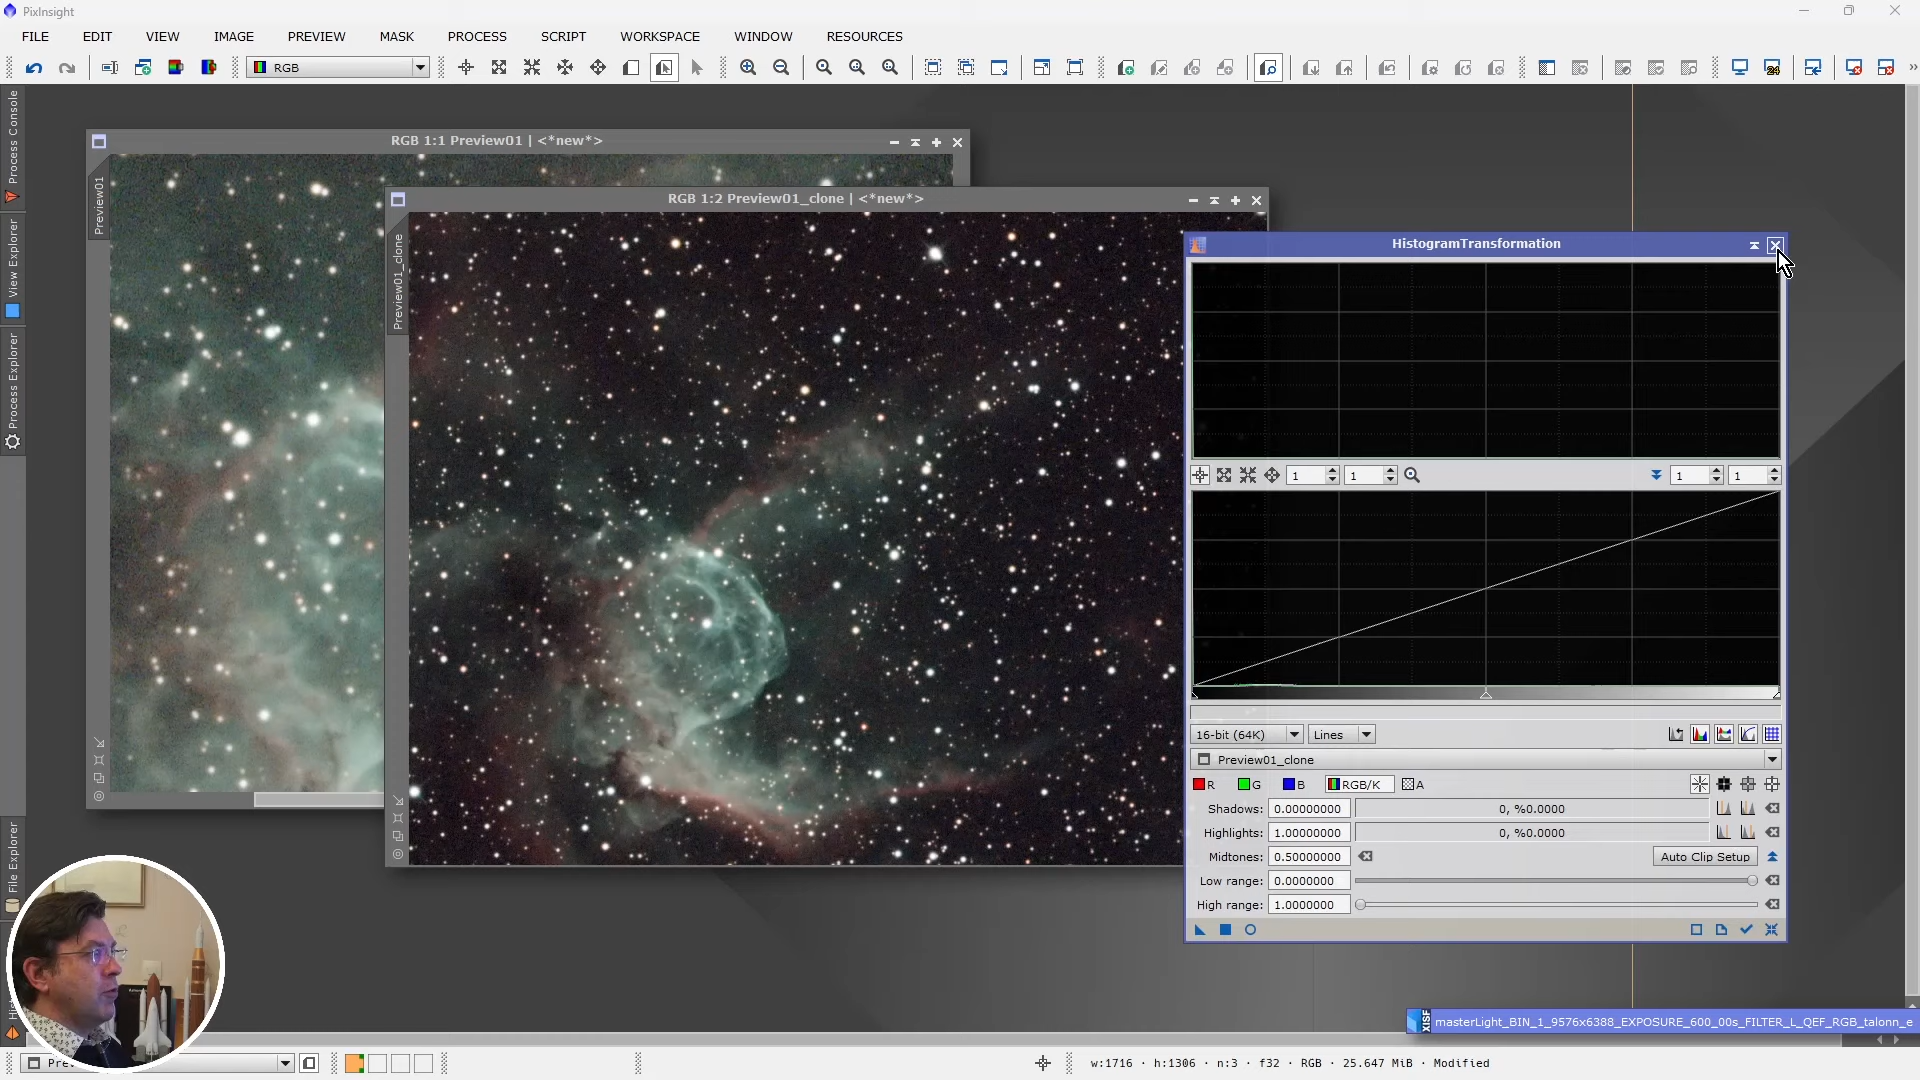 PixInsight
FILE EDIT VIEW IMAGE PREVIEW MASK PROCESS SCRIPT WORKSPACE WINDOW RESOURCES
RGB
24
Process Console
View Explorer
Process Explorer
File Explorer
RGB 1:1 Preview01 | <*new*>
Preview01
RGB 1:2 Preview01_clone | <*new*>
Preview01_clone
HistogramTransformation
1 1 1 1
16-bit (64K) Lines
Preview01_clone
R G B RGB/K A
Shadows: 0.00000000 0, %0.0000
Highlights: 1.00000000 0, %0.0000
Midtones: 0.50000000 Auto Clip Setup
Low range: 0.0000000
High range: 1.0000000
XISF masterLight_BIN_1_9576x6388_EXPOSURE_600_00s_FILTER_L_QEF_RGB_talonn_e
w:1716 · h:1306 · n:3 · f32 · RGB · 25.647 MiB · Modified